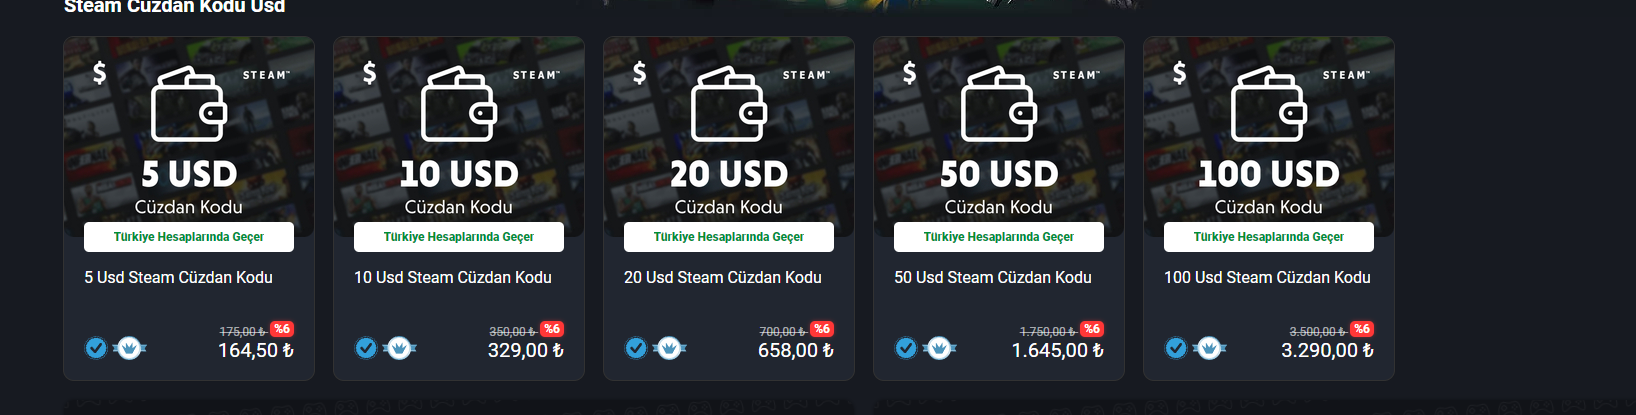 Steam Cüzdan Kodu Usd
$
STEAM™
5 USD
Cüzdan Kodu
Türkiye Hesaplarında Geçer
5 Usd Steam Cüzdan Kodu
175,00 ₺ %6
164,50 ₺
$
STEAM™
10 USD
Cüzdan Kodu
Türkiye Hesaplarında Geçer
10 Usd Steam Cüzdan Kodu
350,00 ₺ %6
329,00 ₺
$
STEAM™
20 USD
Cüzdan Kodu
Türkiye Hesaplarında Geçer
20 Usd Steam Cüzdan Kodu
700,00 ₺ %6
658,00 ₺
$
STEAM™
50 USD
Cüzdan Kodu
Türkiye Hesaplarında Geçer
50 Usd Steam Cüzdan Kodu
1.750,00 ₺ %6
1.645,00 ₺
$
STEAM™
100 USD
Cüzdan Kodu
Türkiye Hesaplarında Geçer
100 Usd Steam Cüzdan Kodu
3.500,00 ₺ %6
3.290,00 ₺